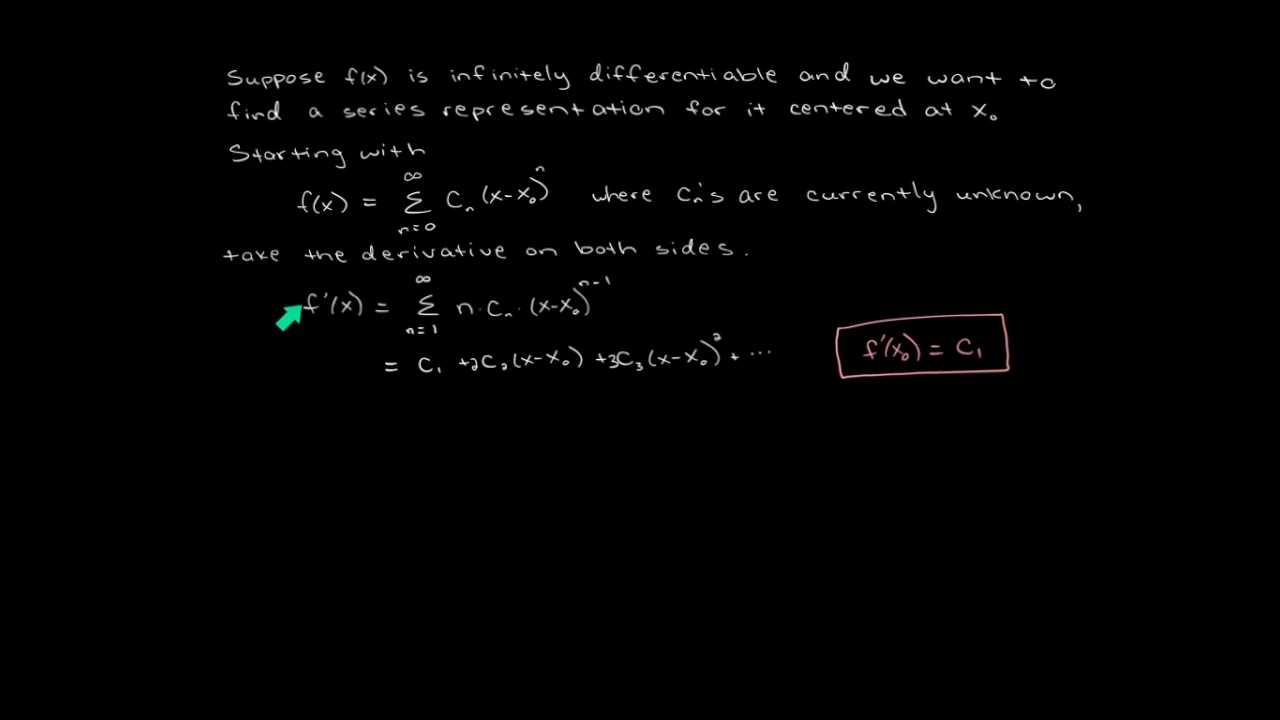 Suppose f(x) is infinitely differentiable and we want to
find a series representation for it centered at x₀
Starting with
f(x) = ∑_{n=0}^{∞} Cₙ (x-x₀)ⁿ where Cₙ's are currently unknown,
take the derivative on both sides.
f'(x) = ∑_{n=1}^{∞} n · Cₙ · (x-x₀)^{n-1}
= C₁ +2C₂(x-x₀) +3C₃(x-x₀)² + ...
f'(x₀) = C₁